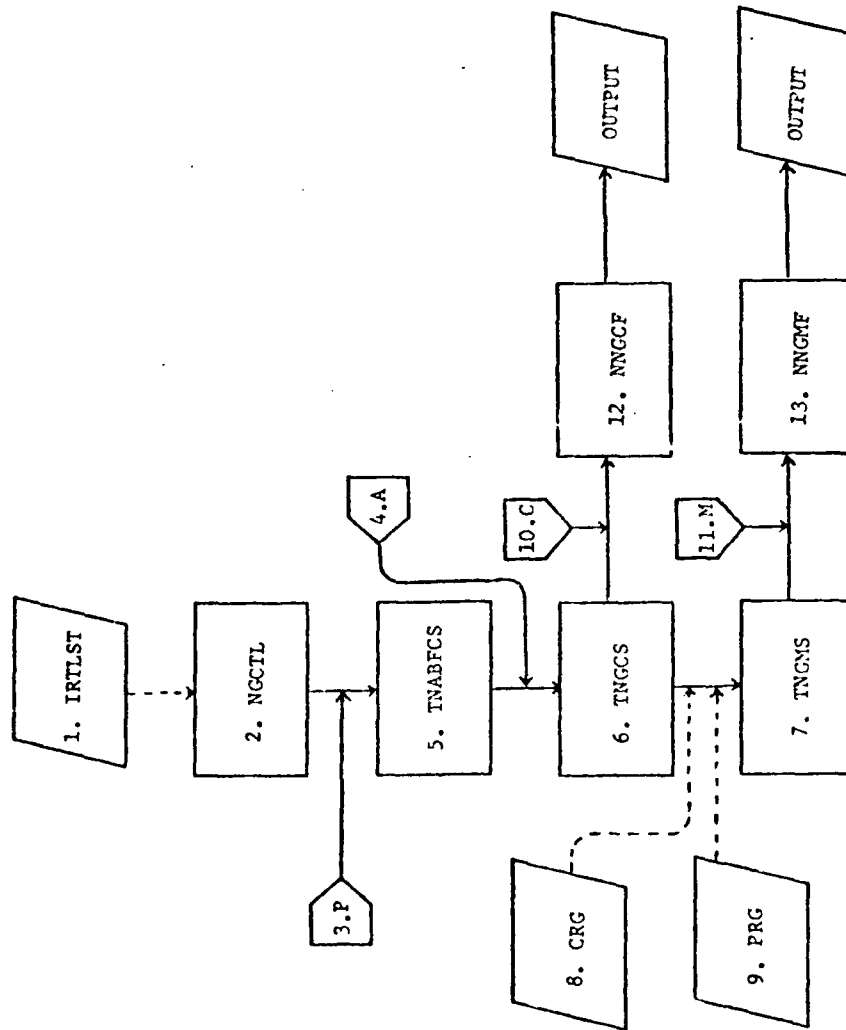 1. IRTLST
2. NGCTL
3.P
4.A
5. TNABFCS
6. TNGCS
7. TNGMS
8. CRG
9. PRG
10.C
11.M
12. NNGCF
OUTPUT
13. NNGMF
OUTPUT